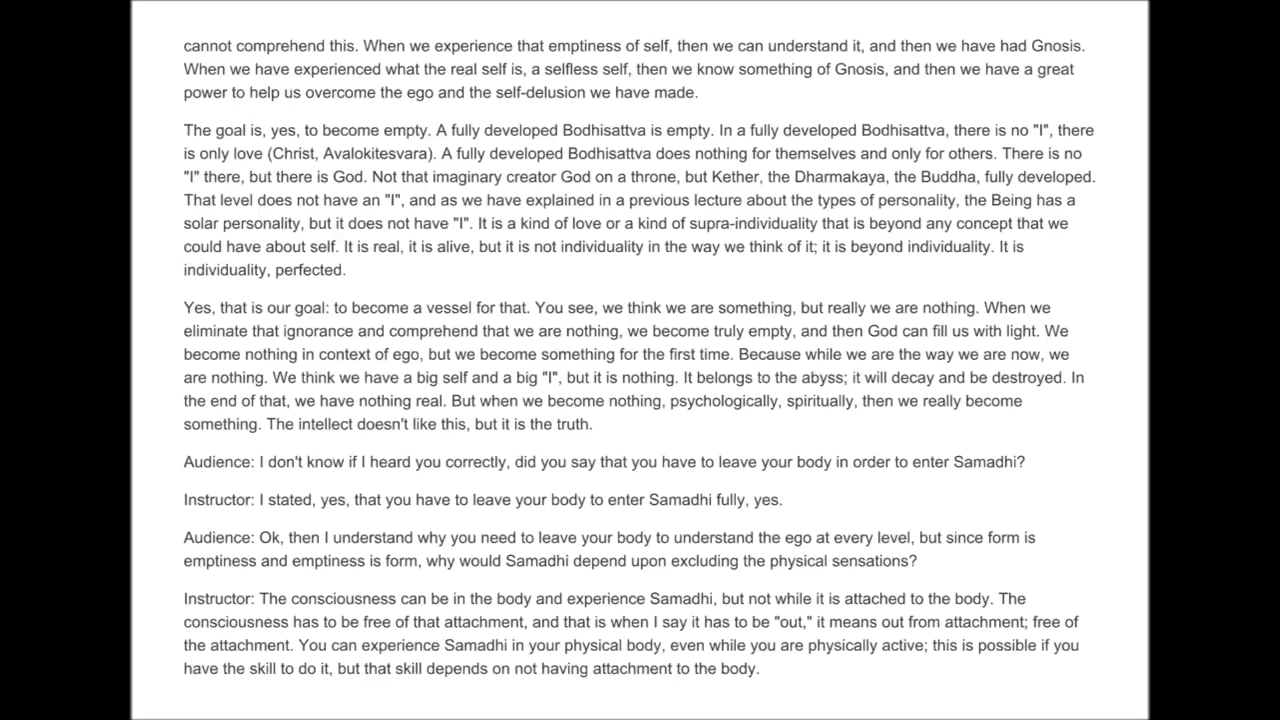 cannot comprehend this. When we experience that emptiness of self, then we can understand it, and then we have had Gnosis.
When we have experienced what the real self is, a selfless self, then we know something of Gnosis, and then we have a great
power to help us overcome the ego and the self-delusion we have made.
The goal is, yes, to become empty. A fully developed Bodhisattva is empty. In a fully developed Bodhisattva, there is no "I", there
is only love (Christ, Avalokitesvara). A fully developed Bodhisattva does nothing for themselves and only for others. There is no
"I" there, but there is God. Not that imaginary creator God on a throne, but Kether, the Dharmakaya, the Buddha, fully developed.
That level does not have an "I", and as we have explained in a previous lecture about the types of personality, the Being has a
solar personality, but it does not have "I". It is a kind of love or a kind of supra-individuality that is beyond any concept that we
could have about self. It is real, it is alive, but it is not individuality in the way we think of it; it is beyond individuality. It is
individuality, perfected.
Yes, that is our goal: to become a vessel for that. You see, we think we are something, but really we are nothing. When we
eliminate that ignorance and comprehend that we are nothing, we become truly empty, and then God can fill us with light. We
become nothing in context of ego, but we become something for the first time. Because while we are the way we are now, we
are nothing. We think we have a big self and a big "I", but it is nothing. It belongs to the abyss; it will decay and be destroyed. In
the end of that, we have nothing real. But when we become nothing, psychologically, spiritually, then we really become
something. The intellect doesn't like this, but it is the truth.
Audience: I don't know if I heard you correctly, did you say that you have to leave your body in order to enter Samadhi?
Instructor: I stated, yes, that you have to leave your body to enter Samadhi fully, yes.
Audience: Ok, then I understand why you need to leave your body to understand the ego at every level, but since form is
emptiness and emptiness is form, why would Samadhi depend upon excluding the physical sensations?
Instructor: The consciousness can be in the body and experience Samadhi, but not while it is attached to the body. The
consciousness has to be free of that attachment, and that is when I say it has to be "out," it means out from attachment; free of
the attachment. You can experience Samadhi in your physical body, even while you are physically active; this is possible if you
have the skill to do it, but that skill depends on not having attachment to the body.